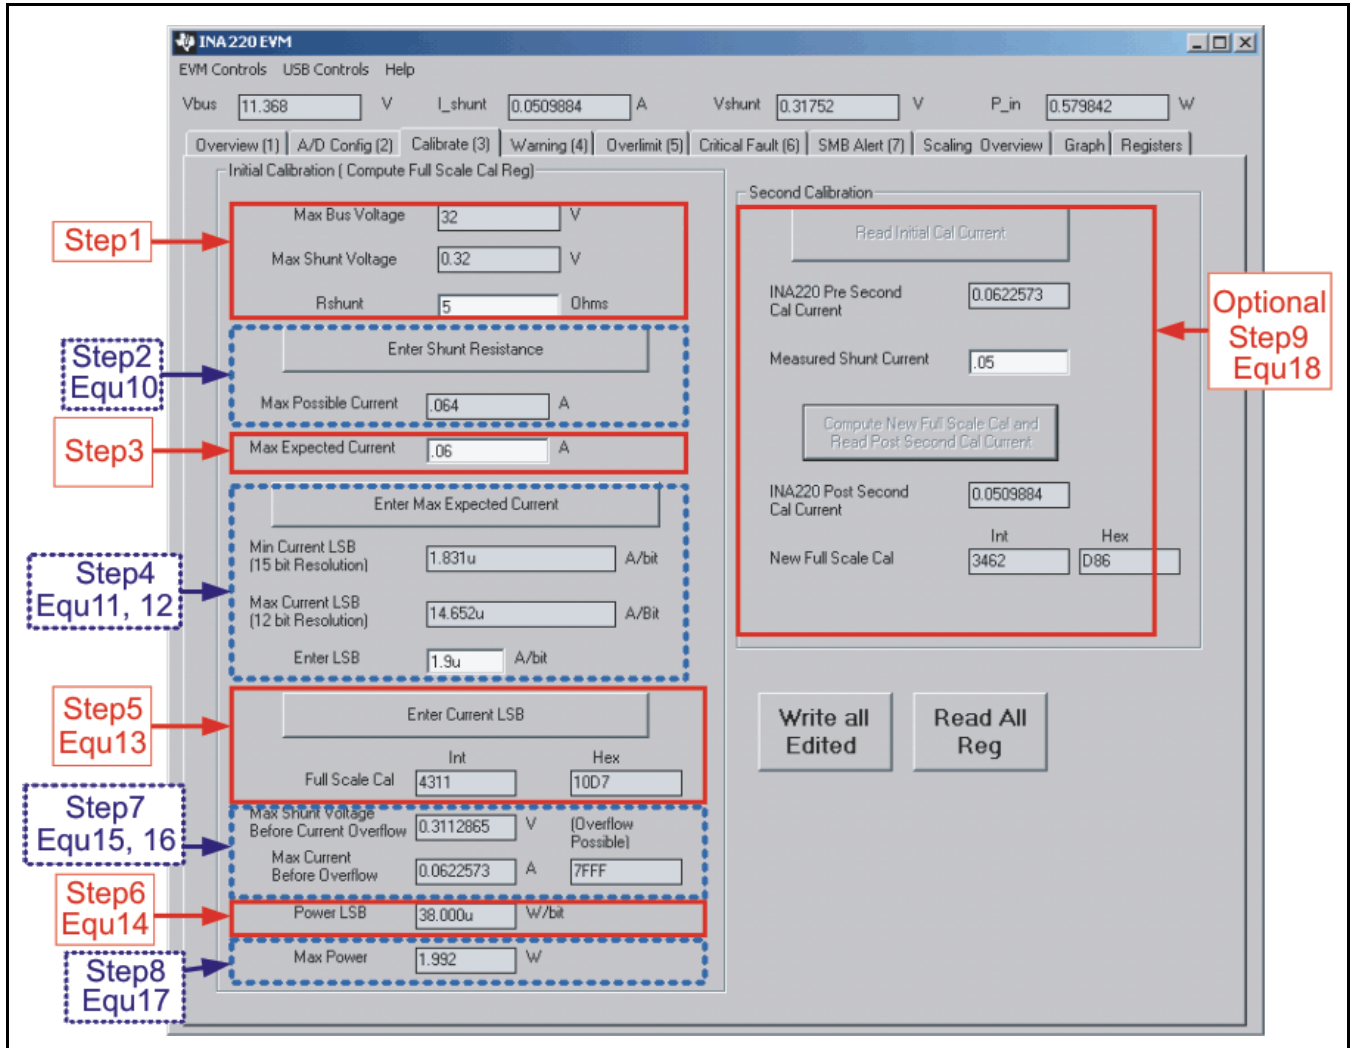 INA220 EVM
EVM Controls USB Controls Help
Vbus 11.368 V I_shunt 0.0509884 A Vshunt 0.31752 V P_in 0.579842 W
Overview (1) A/D Config (2) Calibrate (3) Warning (4) Overlimit (5) Critical Fault (6) SMB Alert (7) Scaling Overview Graph Registers
Initial Calibration ( Compute Full Scale Cal Reg)
Step1
Max Bus Voltage 32 V
Max Shunt Voltage 0.32 V
Rshunt 5 Ohms
Step2
Equ10
Enter Shunt Resistance
Max Possible Current .064 A
Step3
Max Expected Current .06 A
Enter Max Expected Current
Step4
Equ11, 12
Min Current LSB
(15 bit Resolution) 1.831u A/bit
Max Current LSB
(12 bit Resolution) 14.652u A/Bit
Enter LSB 1.9u A/bit
Step5
Equ13
Enter Current LSB
Int Hex
Full Scale Cal 4311 10D7
Step7
Equ15, 16
Max Shunt Voltage
Before Current Overflow 0.3112865 V (Overflow
Possible)
Max Current
Before Overflow 0.0622573 A 7FFF
Step6
Equ14
Power LSB 38.000u W/bit
Step8
Equ17
Max Power 1.992 W
Second Calibration
Read Initial Cal Current
INA220 Pre Second
Cal Current 0.0622573
Measured Shunt Current .05
Compute New Full Scale Cal and
Read Post Second Cal Current
INA220 Post Second
Cal Current 0.0509884
Int Hex
New Full Scale Cal 3462 D86
Optional
Step9
Equ18
Write all
Edited
Read All
Reg